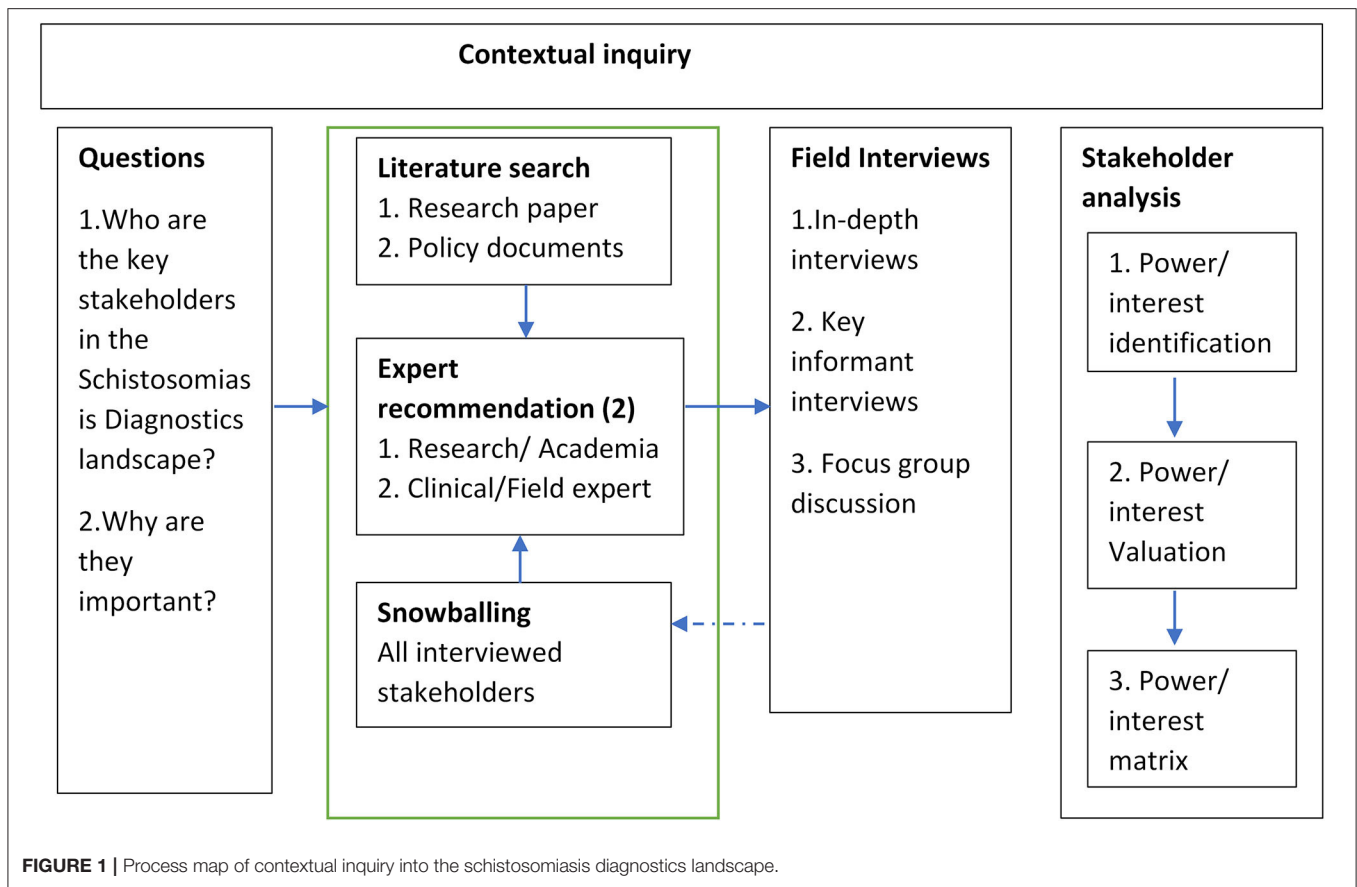 Contextual inquiry
Questions
1.Who are
the key
stakeholders
in the
Schistosomias
is Diagnostics
landscape?
2.Why are
they
important?
Literature search
1. Research paper
2. Policy documents
Expert
recommendation (2)
1. Research/ Academia
2. Clinical/Field expert
Snowballing
All interviewed
stakeholders
Field Interviews
1.In-depth
interviews
2. Key
informant
interviews
3. Focus group
discussion
Stakeholder
analysis
1. Power/
interest
identification
2. Power/
interest
Valuation
3. Power/
interest
matrix
FIGURE 1 | Process map of contextual inquiry into the schistosomiasis diagnostics landscape.